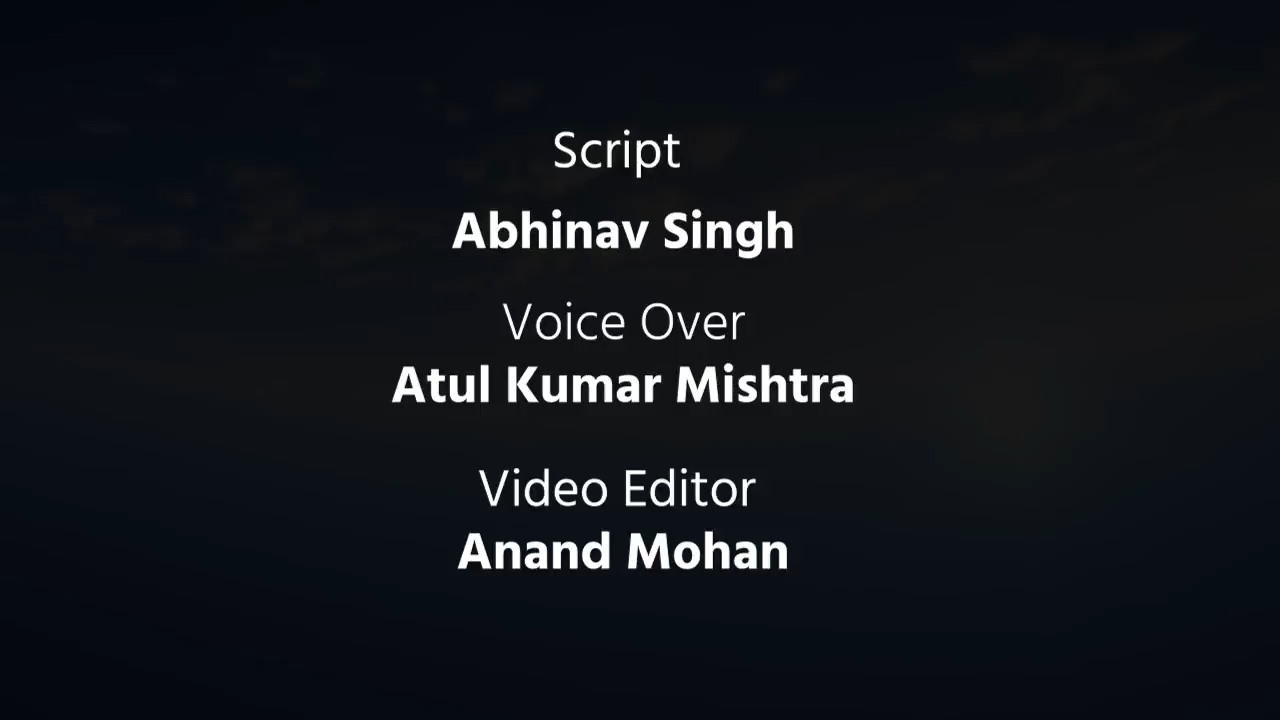 Script
Abhinav Singh
Voice Over
Atul Kumar Mishtra
Video Editor
Anand Mohan